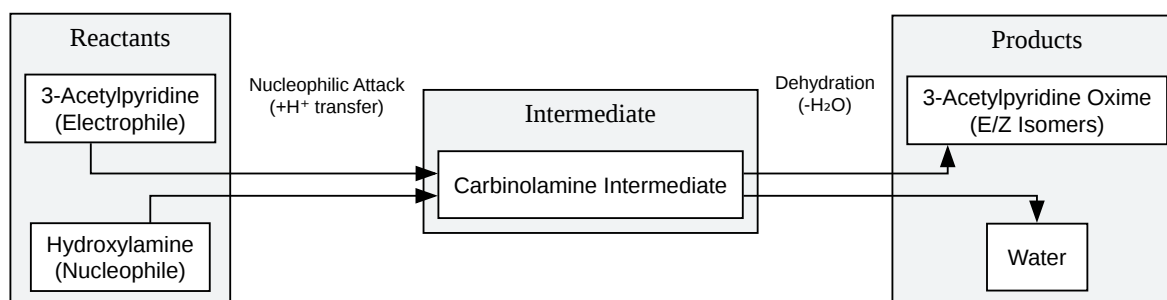 Reactants
3-Acetylpyridine
(Electrophile)
Hydroxylamine
(Nucleophile)
Nucleophilic Attack
(+H⁺ transfer)
Intermediate
Carbinolamine Intermediate
Dehydration
(-H₂O)
Products
3-Acetylpyridine Oxime
(E/Z Isomers)
Water